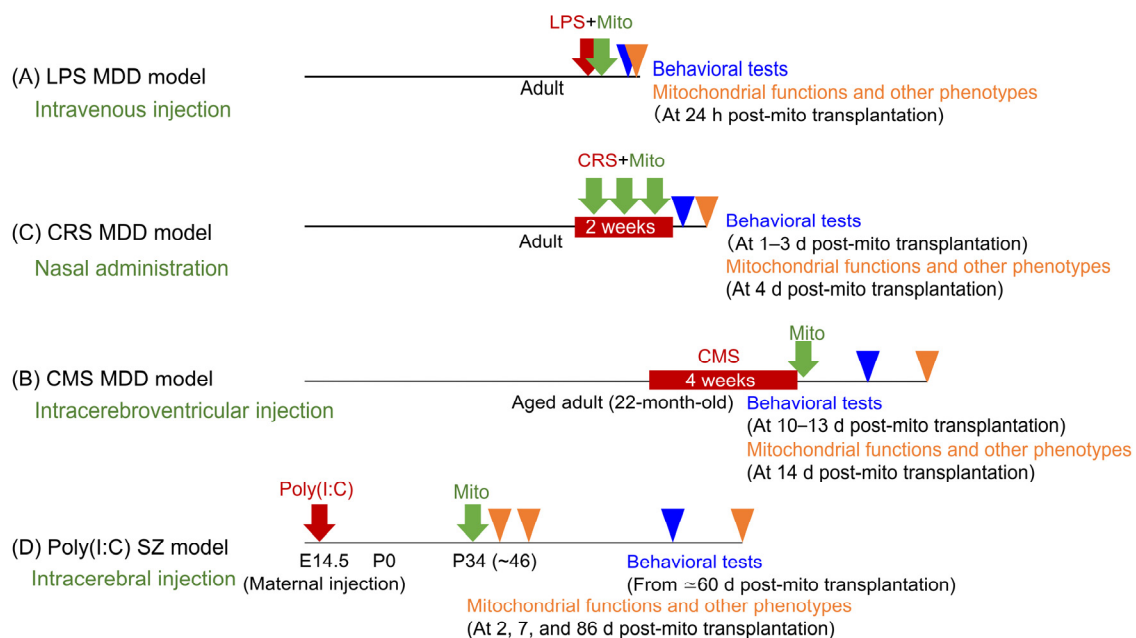 LPS+Mito
(A) LPS MDD model
Adult
Intravenous injection
Behavioral tests
Mitochondrial functions and other phenotypes
(At 24 h post-mito transplantation)
CRS+Mito
2 weeks
(C) CRS MDD model
Adult
Nasal administration
Behavioral tests
(At 1–3 d post-mito transplantation)
Mitochondrial functions and other phenotypes
(At 4 d post-mito transplantation)
Mito
CMS
4 weeks
(B) CMS MDD model
Intracerebroventricular injection
Aged adult (22-month-old)
Behavioral tests
(At 10–13 d post-mito transplantation)
Mitochondrial functions and other phenotypes
(At 14 d post-mito transplantation)
Poly(I:C)
Mito
(D) Poly(I:C) SZ model
E14.5 P0 P34 (~46)
Intracerebral injection
(Maternal injection)
Behavioral tests
(From ≃60 d post-mito transplantation)
Mitochondrial functions and other phenotypes
(At 2, 7, and 86 d post-mito transplantation)